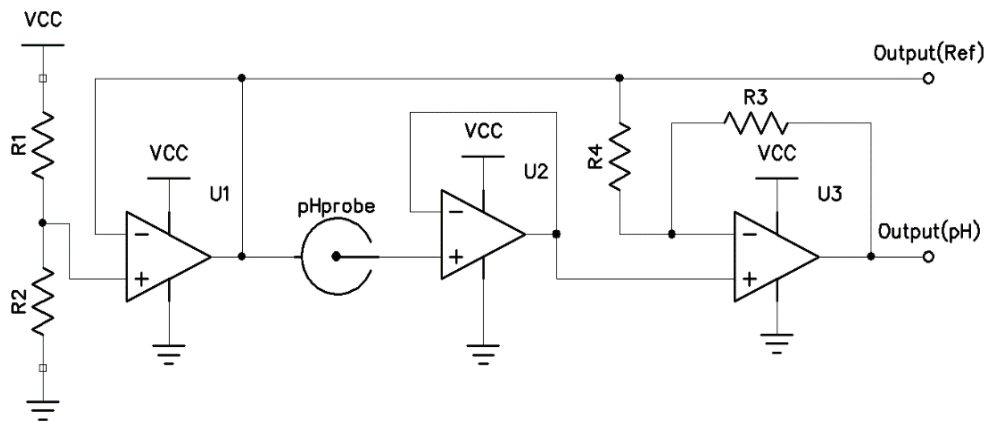 VCC
Output(Ref)
R3
VCC
R1
VCC
R4
VCC
U1
U2
U3
pHprobe
Output(pH)
−
−
−
+
+
+
R2